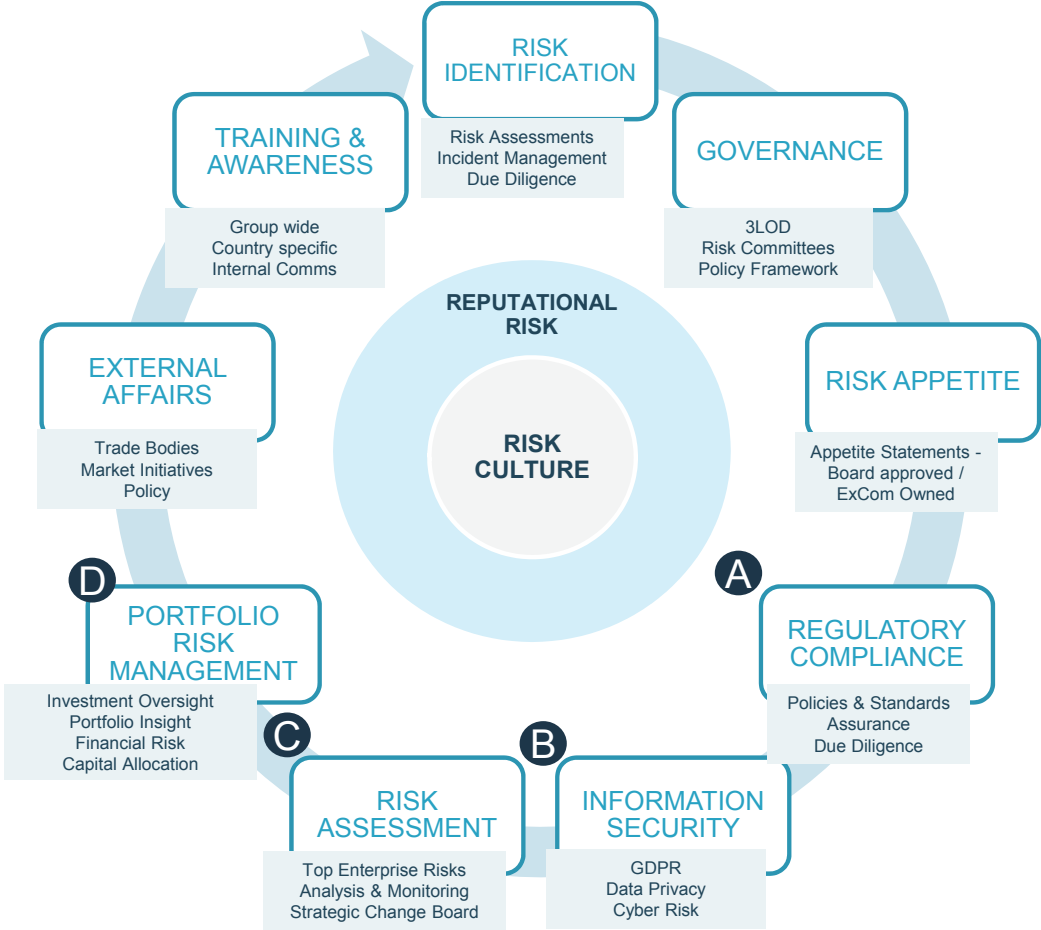 RISK
IDENTIFICATION
Risk Assessments
Incident Management
Due Diligence
GOVERNANCE
3LOD
Risk Committees
Policy Framework
RISK APPETITE
Appetite Statements -
Board approved /
ExCom Owned
A
REGULATORY
COMPLIANCE
Policies & Standards
Assurance
Due Diligence
B
INFORMATION
SECURITY
GDPR
Data Privacy
Cyber Risk
C
RISK
ASSESSMENT
Top Enterprise Risks
Analysis & Monitoring
Strategic Change Board
D
PORTFOLIO
RISK
MANAGEMENT
Investment Oversight
Portfolio Insight
Financial Risk
Capital Allocation
EXTERNAL
AFFAIRS
Trade Bodies
Market Initiatives
Policy
TRAINING &
AWARENESS
Group wide
Country specific
Internal Comms
REPUTATIONAL
RISK
RISK
CULTURE